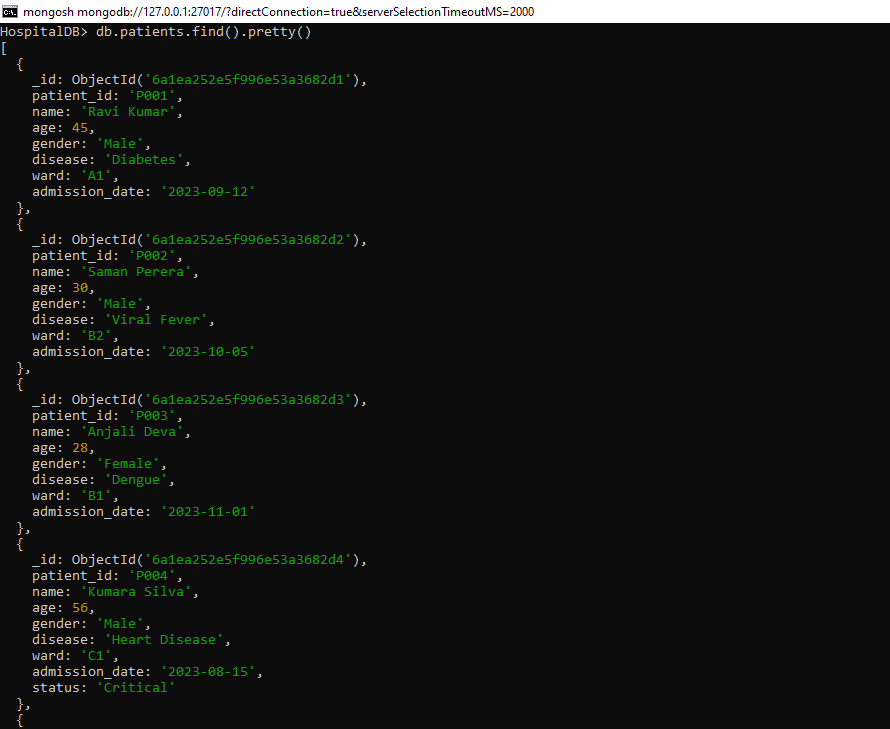 mongosh mongodb://127.0.0.1:27017/?directConnection=true&serverSelectionTimeoutMS=2000
HospitalDB> db.patients.find().pretty()
[
  {
    _id: ObjectId('6a1ea252e5f996e53a3682d1'),
    patient_id: 'P001',
    name: 'Ravi Kumar',
    age: 45,
    gender: 'Male',
    disease: 'Diabetes',
    ward: 'A1',
    admission_date: '2023-09-12'
  },
  {
    _id: ObjectId('6a1ea252e5f996e53a3682d2'),
    patient_id: 'P002',
    name: 'Saman Perera',
    age: 30,
    gender: 'Male',
    disease: 'Viral Fever',
    ward: 'B2',
    admission_date: '2023-10-05'
  },
  {
    _id: ObjectId('6a1ea252e5f996e53a3682d3'),
    patient_id: 'P003',
    name: 'Anjali Deva',
    age: 28,
    gender: 'Female',
    disease: 'Dengue',
    ward: 'B1',
    admission_date: '2023-11-01'
  },
  {
    _id: ObjectId('6a1ea252e5f996e53a3682d4'),
    patient_id: 'P004',
    name: 'Kumara Silva',
    age: 56,
    gender: 'Male',
    disease: 'Heart Disease',
    ward: 'C1',
    admission_date: '2023-08-15',
    status: 'Critical'
  },
  {